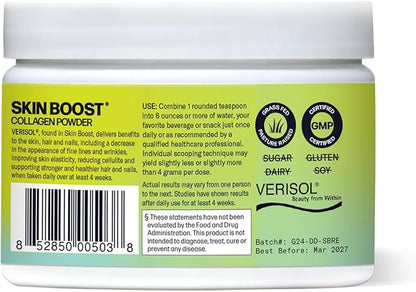 SKIN BOOST®
COLLAGEN POWDER
VERISOL®, found in Skin Boost, delivers benefits
to the skin, hair and nails, including a decrease
in the appearance of fine lines and wrinkles,
improving skin elasticity, reducing cellulite and
supporting stronger and healthier hair and nails,
when taken daily over at least 4 weeks.
8 52850 00503 8
USE: Combine 1 rounded teaspoon
into 8 ounces or more of water, your
favorite beverage or snack just once
daily or as recommended by a
qualified healthcare professional.
Individual scooping technique may
yield slightly less or slightly more
than 4 grams per dose.
Actual results may vary from one person
to the next. Studies have shown results
after daily use for at least 4 weeks.
§ These statements have not been
evaluated by the Food and Drug
Administration. This product is not
intended to diagnose, treat, cure or
prevent any disease.
GRASS FED
PASTURE RAISED
CERTIFIED
GMP
CERTIFIED
SUGAR
GLUTEN
DAIRY
SOY
VERISOL®
Beauty from Within
Batch#: G24-DD-SBRE
Best Before: Mar 2027